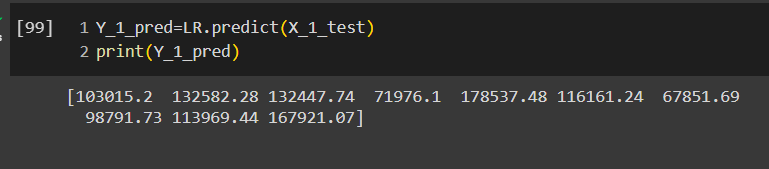 [99] 1 Y_1_pred=LR.predict(X_1_test)
2 print(Y_1_pred)
[103015.2 132582.28 132447.74 71976.1 178537.48 116161.24 67851.69
98791.73 113969.44 167921.07]